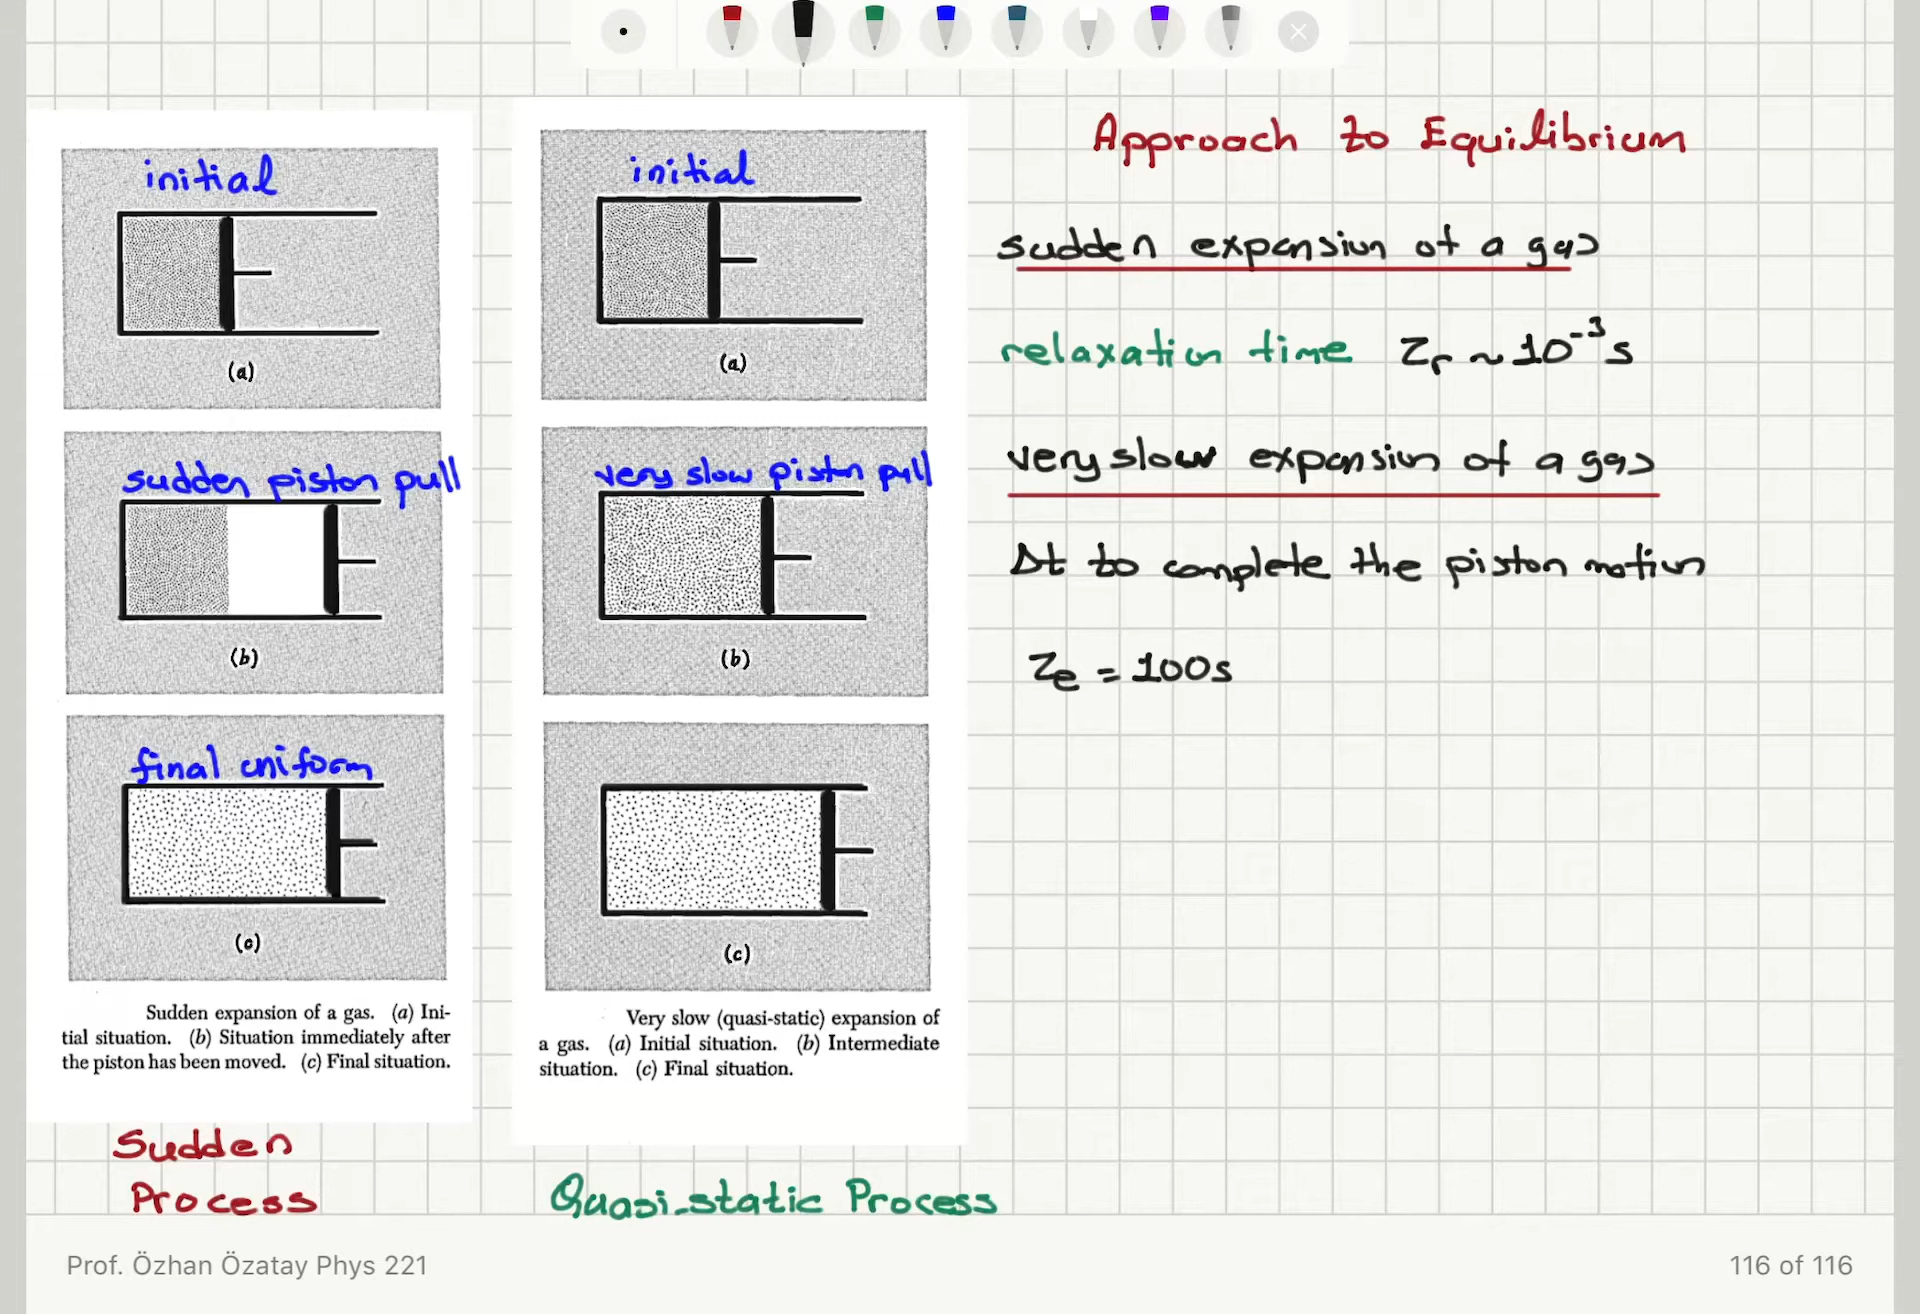 initial
(a)
sudden piston pull
(b)
final uniform
(c)
Sudden expansion of a gas. (a) Ini-
tial situation. (b) Situation immediately after
the piston has been moved. (c) Final situation.
Sudden
Process
initial
(a)
very slow piston pull
(b)
(c)
Very slow (quasi-static) expansion of
a gas. (a) Initial situation. (b) Intermediate
situation. (c) Final situation.
Quasi-static Process
Approach to Equilibrium
sudden expansion of a gas
relaxation time τr ~ 10⁻³ s
very slow expansion of a gas
Δt to complete the piston motion
τe = 100s
Prof. Özhan Özatay Phys 221
116 of 116